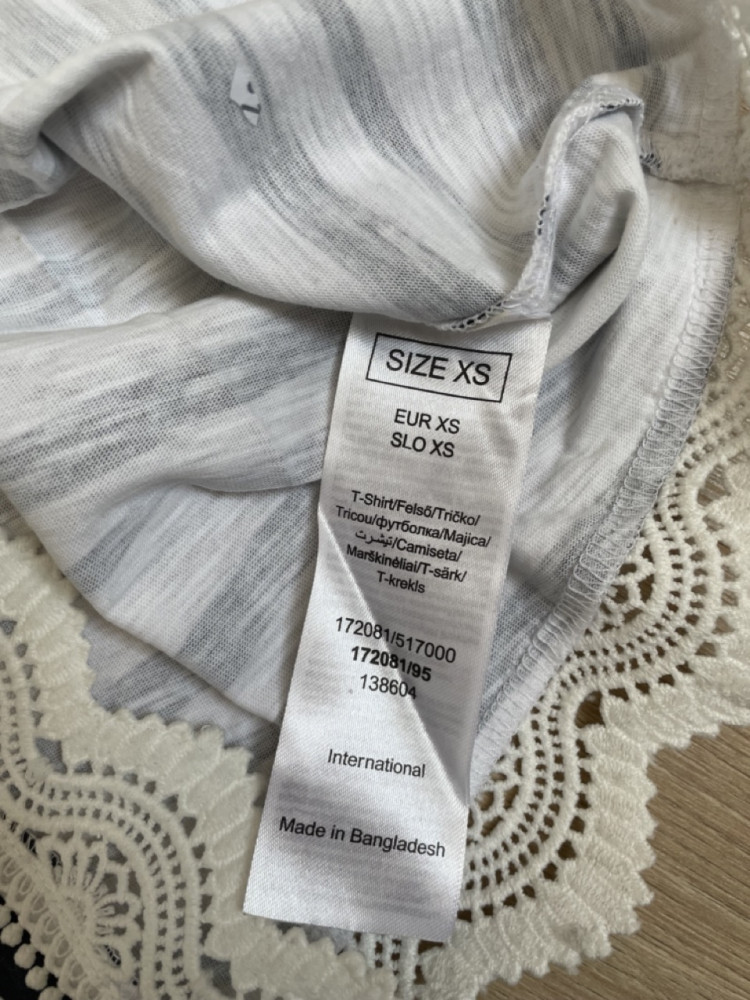 SIZE XS
EUR XS
SLO XS
T-Shirt/Felső/Tričko/
Tricou/футболка/Majica/
تيشرت/Camiseta/
Marškinėliai/T-särk/
T-krekls
172081/517000
172081/95
138604
International
Made in Bangladesh